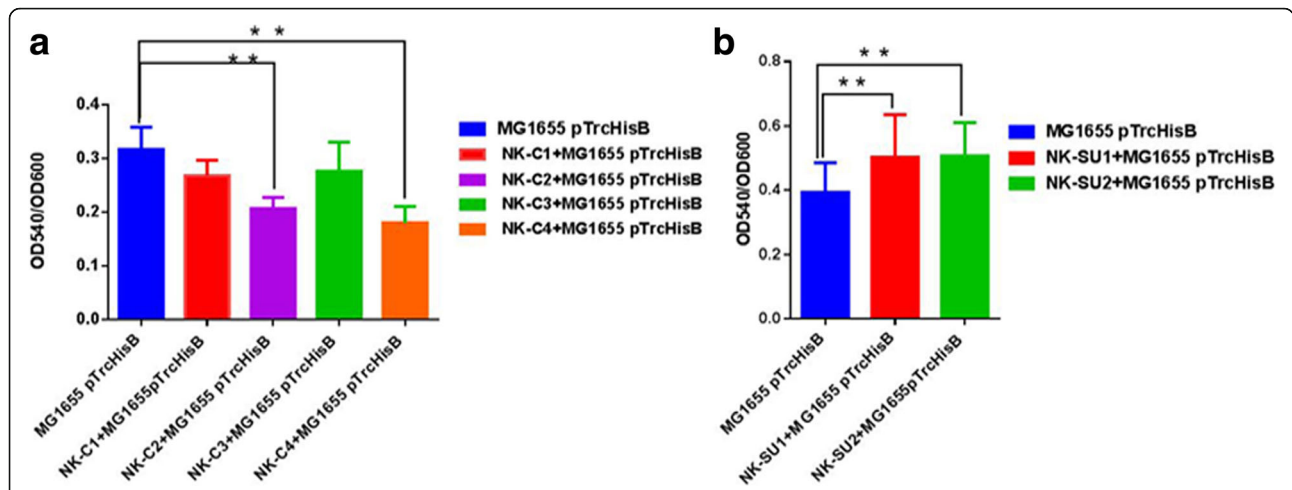 a
* *
* *
0.4
0.3
0.2
0.1
0.0
OD540/OD600
MG1655 pTrcHisB
NK-C1+MG1655pTrcHisB
NK-C2+MG1655 pTrcHisB
NK-C3+MG1655 pTrcHisB
NK-C4+MG1655 pTrcHisB
MG1655 pTrcHisB
NK-C1+MG1655 pTrcHisB
NK-C2+MG1655 pTrcHisB
NK-C3+MG1655 pTrcHisB
NK-C4+MG1655 pTrcHisB
b
* *
* *
0.8
0.6
0.4
0.2
0.0
OD540/OD600
MG1655 pTrcHisB
NK-SU1+MG1655 pTrcHisB
NK-SU2+MG1655pTrcHisB
MG1655 pTrcHisB
NK-SU1+MG1655 pTrcHisB
NK-SU2+MG1655 pTrcHisB